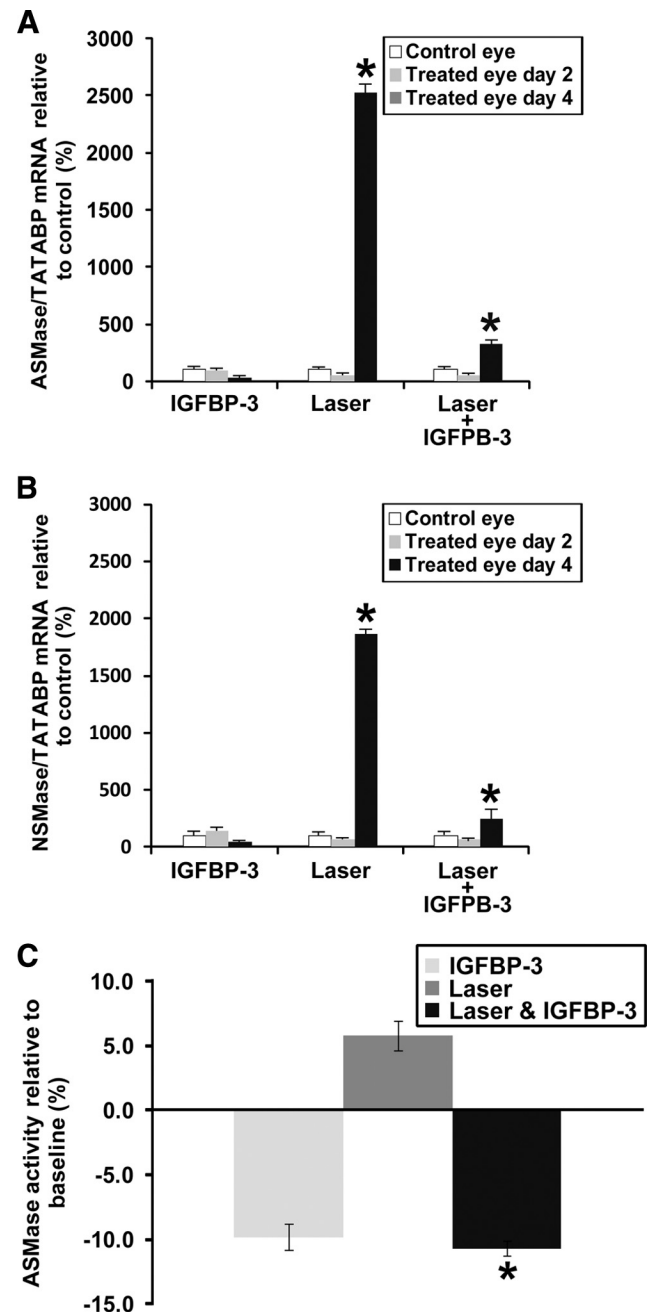 A
ASMase/TATABP mRNA relative
to control (%)
3000
2500
2000
1500
1000
500
0
*
*
Control eye
Treated eye day 2
Treated eye day 4
IGFBP-3
Laser
Laser
+
IGFPB-3
B
NSMase/TATABP mRNA relative
to control (%)
3000
2500
2000
1500
1000
500
0
*
*
Control eye
Treated eye day 2
Treated eye day 4
IGFBP-3
Laser
Laser
+
IGFPB-3
C
ASMase activity relative to
baseline (%)
10.0
5.0
0.0
-5.0
-10.0
-15.0
IGFBP-3
Laser
Laser & IGFBP-3
*